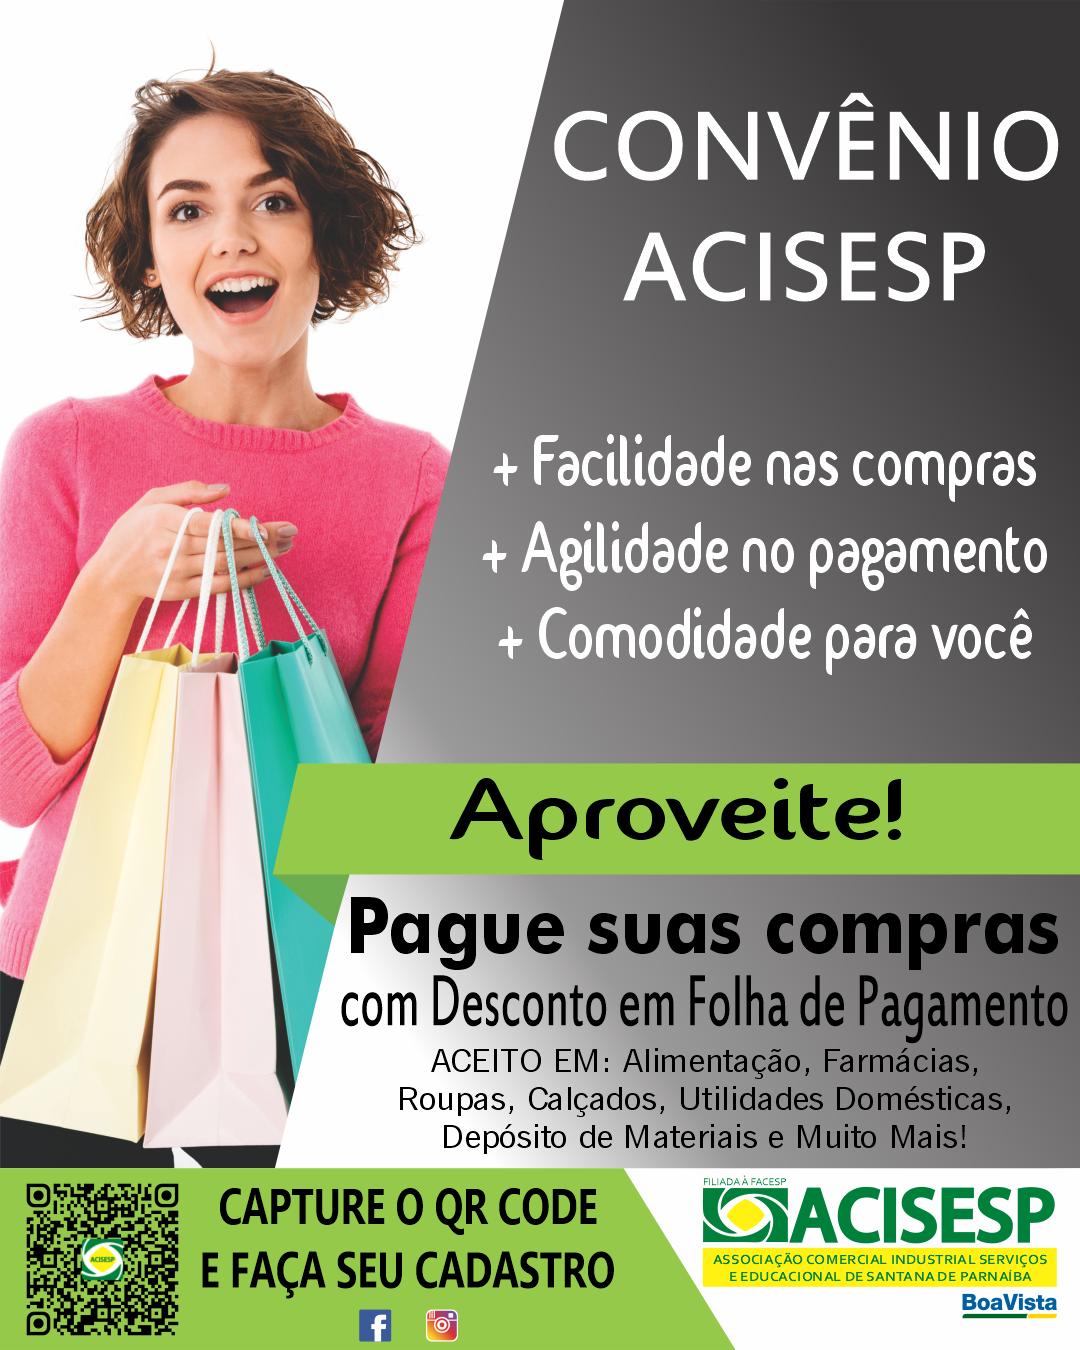 CONVÊNIO
ACISESP
+ Facilidade nas compras
+ Agilidade no pagamento
+ Comodidade para você
Aproveite!
Pague suas compras
com Desconto em Folha de Pagamento
ACEITO EM: Alimentação, Farmácias,
Roupas, Calçados, Utilidades Domésticas,
Depósito de Materiais e Muito Mais!
CAPTURE O QR CODE
E FAÇA SEU CADASTRO
ACISESP
FILIADA À FACESP
ACISESP
ASSOCIAÇÃO COMERCIAL INDUSTRIAL SERVIÇOS
E EDUCACIONAL DE SANTANA DE PARNAÍBA
BoaVista